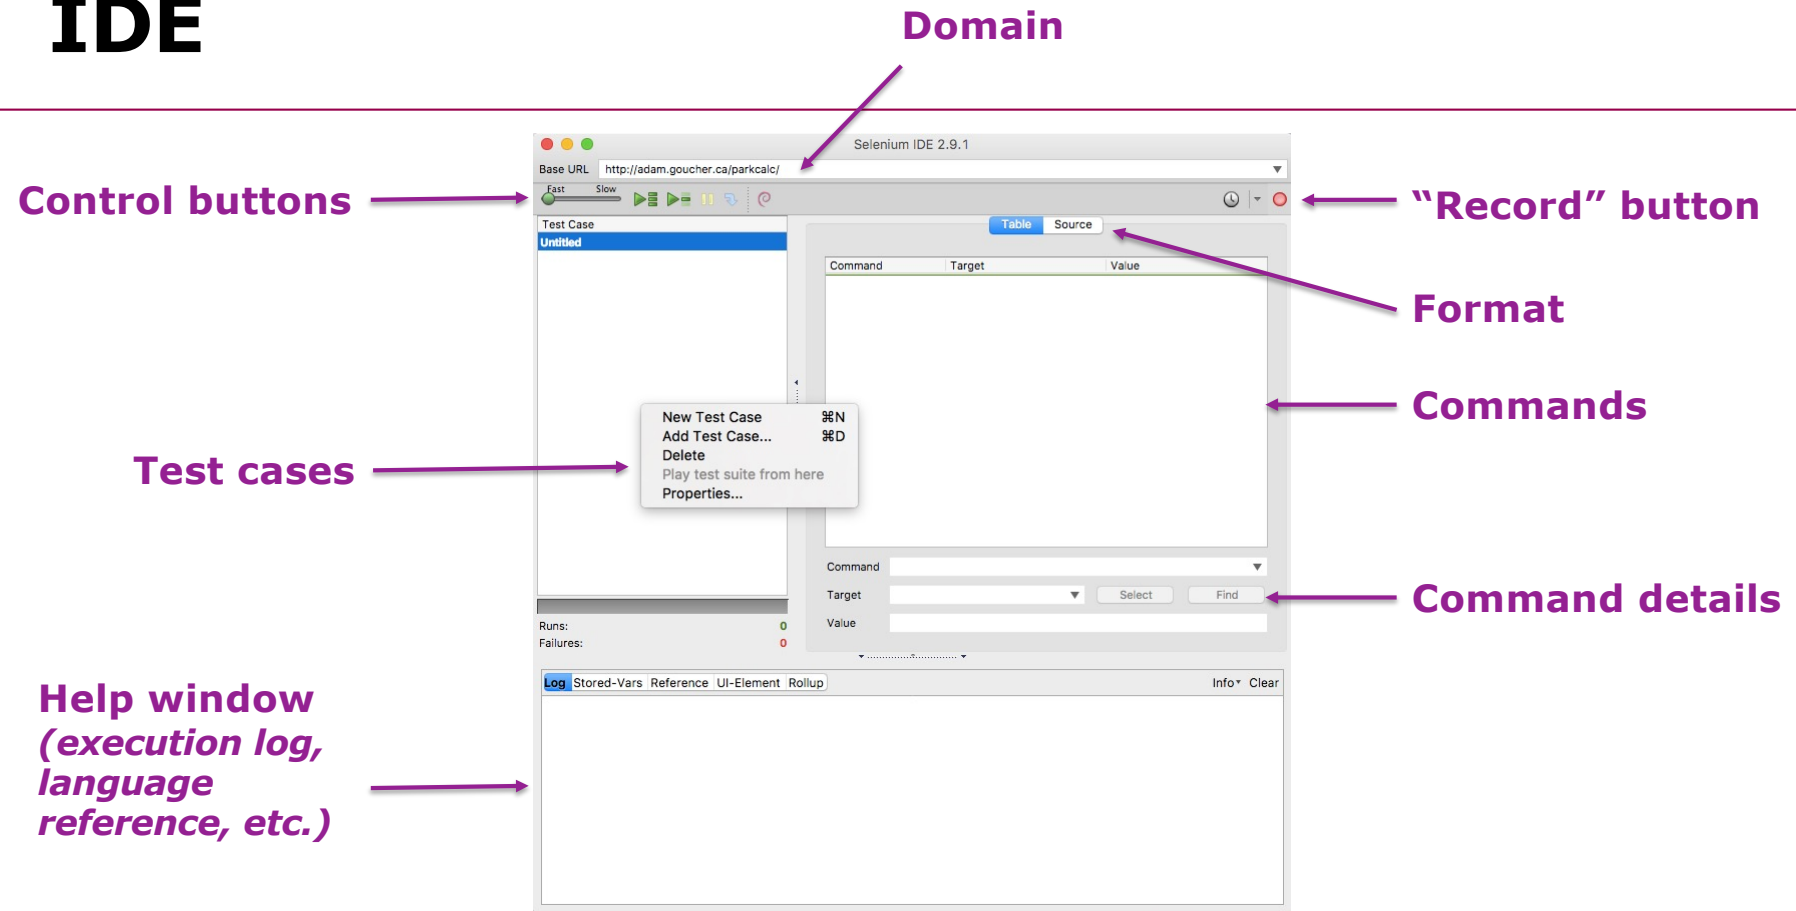 IDE
Domain
Selenium IDE 2.9.1
Base URL http://adam.goucher.ca/parkcalc/
Control buttons
Fast Slow
“Record” button
Test Case
Untitled
Table Source
Command Target Value
Format
Commands
New Test Case ⌘N
Add Test Case... ⌘D
Delete
Play test suite from here
Properties...
Test cases
Command
Target Select Find
Value
Command details
Runs: 0
Failures: 0
Log Stored-Vars Reference UI-Element Rollup Info Clear
Help window
(execution log,
language
reference, etc.)